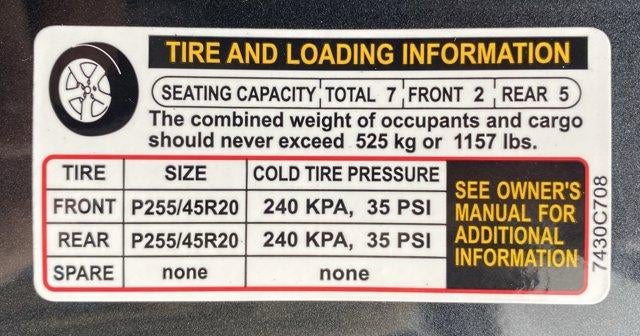 TIRE AND LOADING INFORMATION
SEATING CAPACITY TOTAL 7 FRONT 2 REAR 5
The combined weight of occupants and cargo
should never exceed 525 kg or 1157 lbs.
TIRE SIZE COLD TIRE PRESSURE
FRONT P255/45R20 240 KPA, 35 PSI
REAR P255/45R20 240 KPA, 35 PSI
SPARE none none
SEE OWNER'S
MANUAL FOR
ADDITIONAL
INFORMATION
7430C708